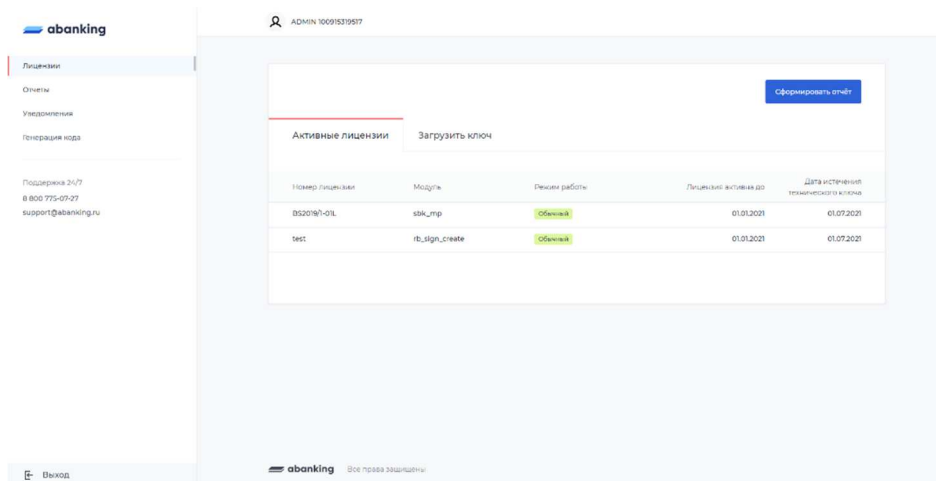 abanking
ADMIN 100915319517
Лицензии
Отчеты
Уведомления
Генерация кода
Поддержка 24/7
8 800 775-07-27
support@abanking.ru
Выход
Сформировать отчёт
Активные лицензии
Загрузить ключ
Номер лицензии
Модуль
Режим работы
Лицензия активна до
Дата истечения
технического ключа
BS2019/1-01L
sbk_mp
Обычный
01.01.2021
01.07.2021
test
rb_sign_create
Обычный
01.01.2021
01.07.2021
abanking
Все права защищены